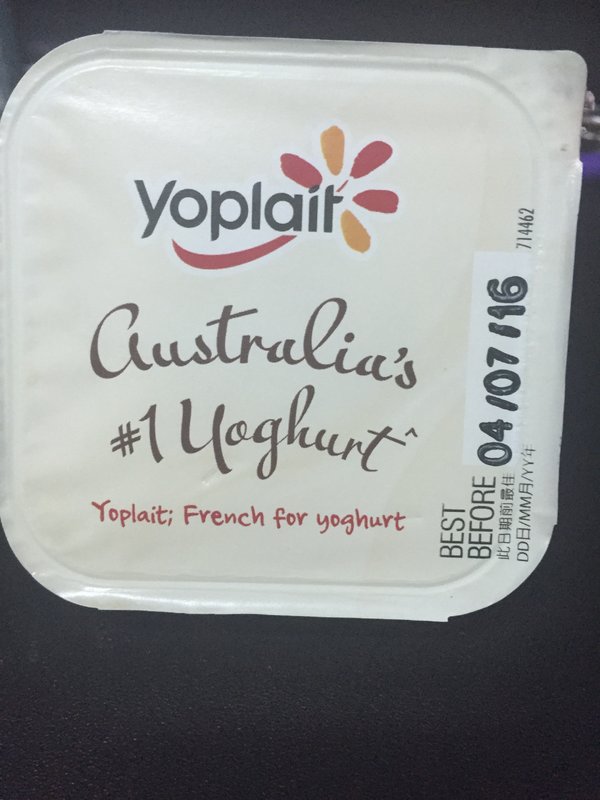 Yoplait
Australia's
#1 Yoghurt^
Yoplait; French for yoghurt
BEST
BEFORE 04/07/16
此日期前最佳 714462
DD日/MM月/YY年